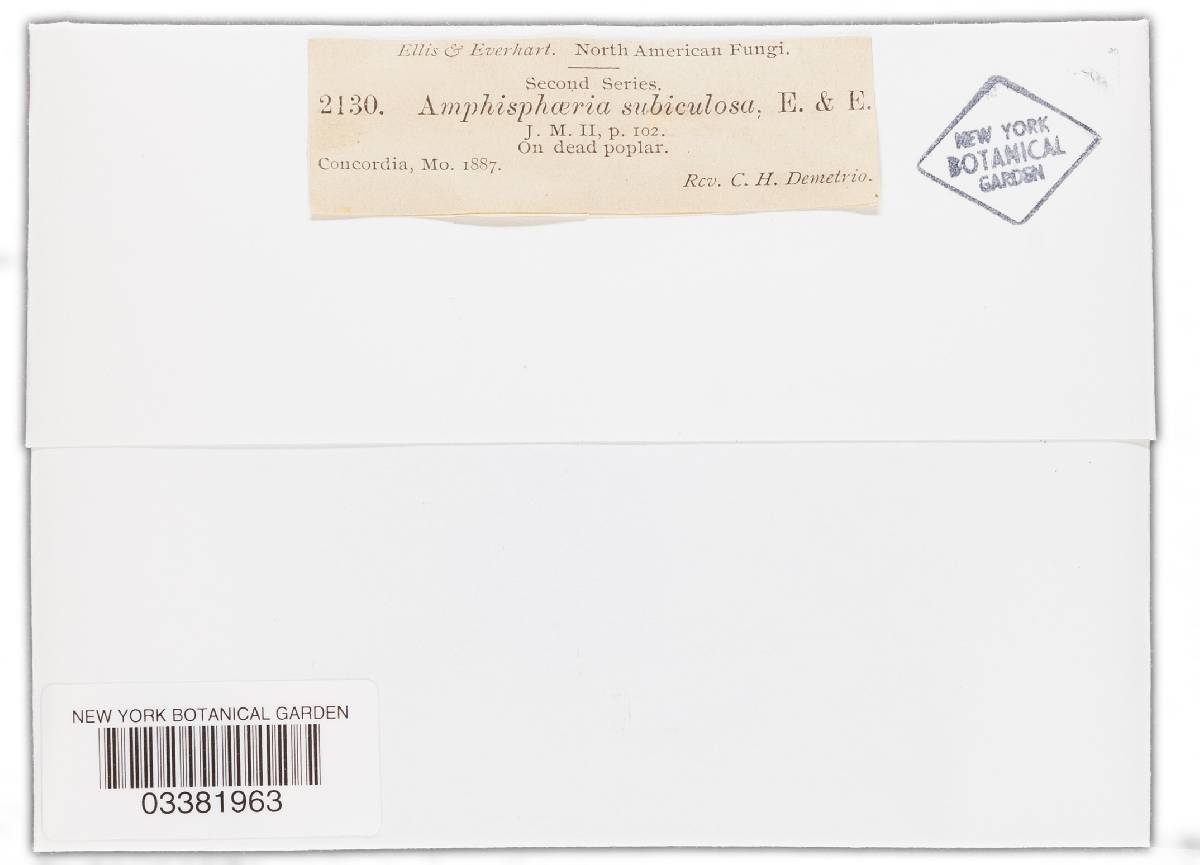 Ellis & Everhart. North American Fungi.
Second Series.
2130. Amphisphæria subiculosa, E. & E.
J. M. II, p. 102.
On dead poplar.
Concordia, Mo. 1887.
Rev. C. H. Demetrio.
NEW YORK
BOTANICAL
GARDEN
NEW YORK BOTANICAL GARDEN
03381963